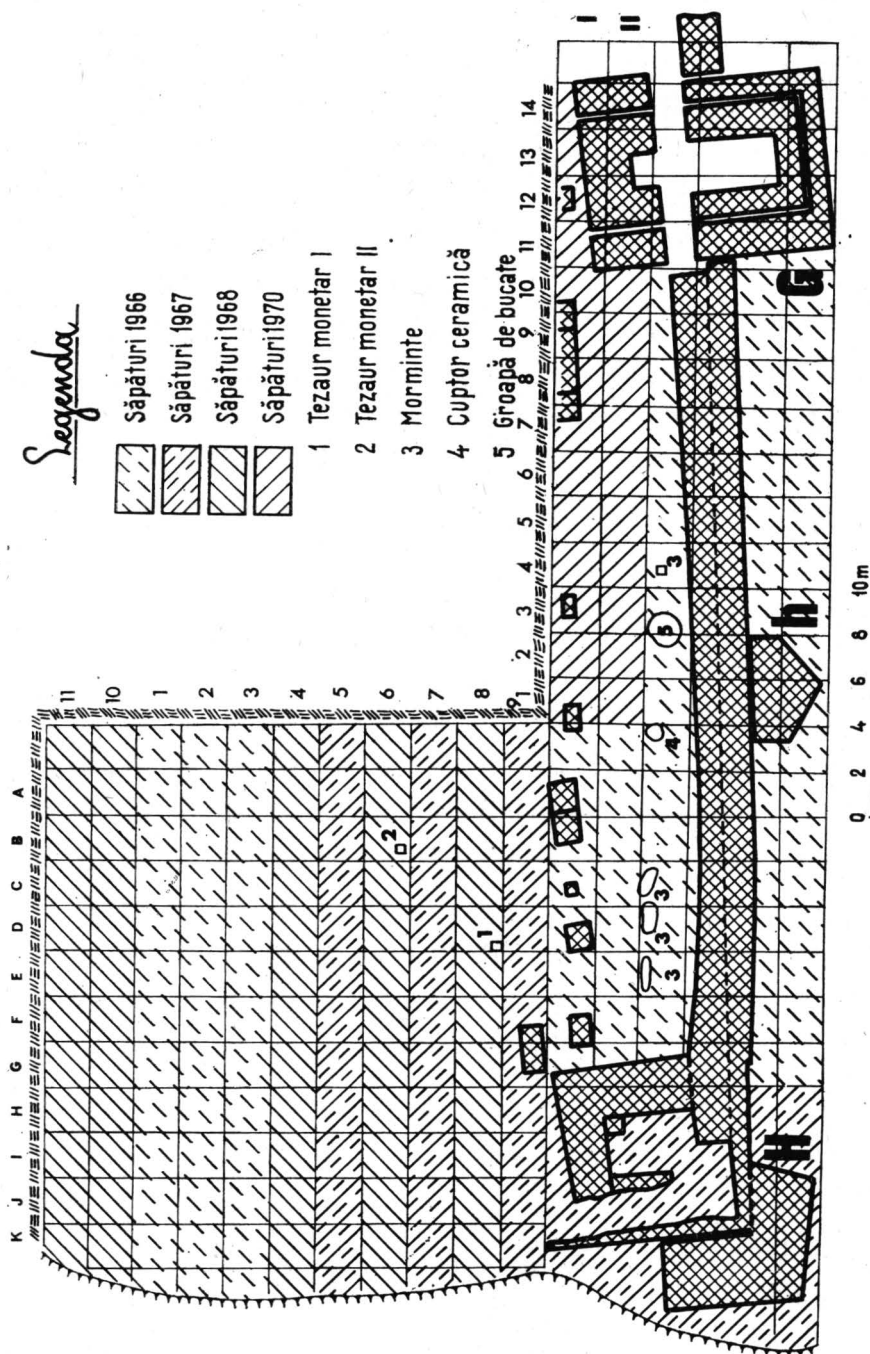 Legenda
Săpături 1966
Săpături 1967
Săpături 1968
Săpături 1970
1 Tezaur monetar I
2 Tezaur monetar II
3 Morminte
4 Cuptor ceramică
5 Groapă de bucate
K J I H G F E D C B A
11
10
1
2
3
4
5
6
7
8
9
1 2 3 4 5 6 7 8 9 10 11 12 13 14
I
II
1
2
3
3
3
4
5
3
H
h
G
0 2 4 6 8 10m